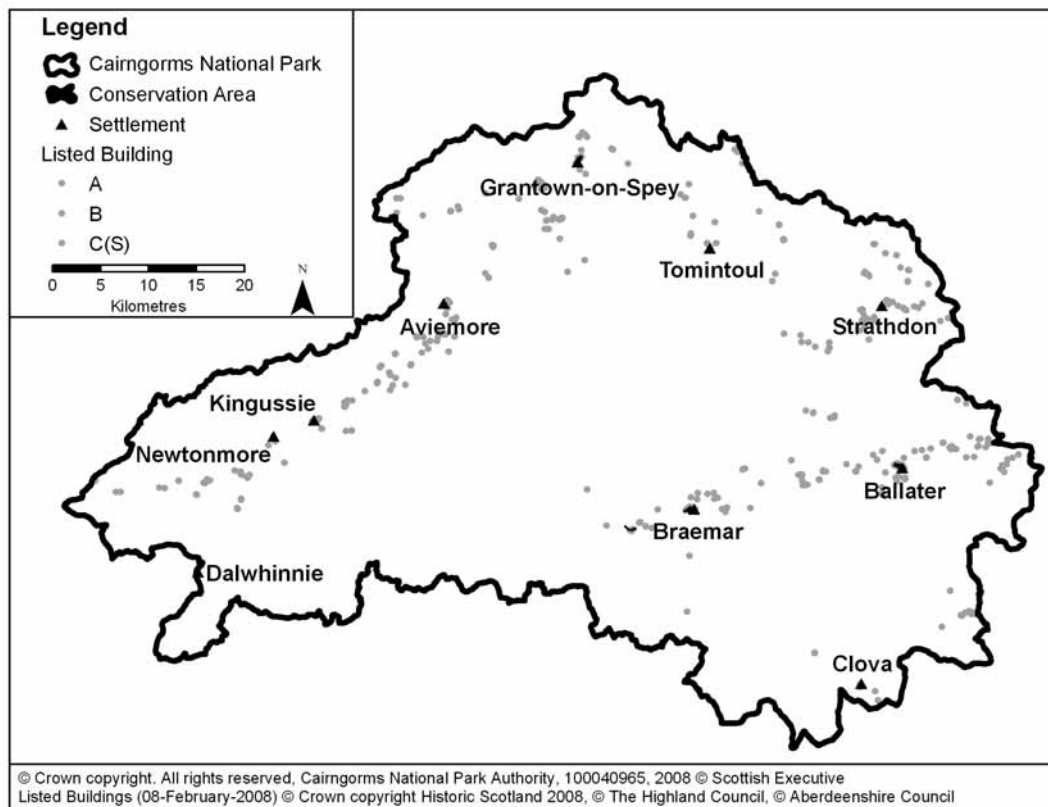 Legend
Cairngorms National Park
Conservation Area
Settlement
Listed Building
A
B
C(S)
0 5 10 15 20
Kilometres
N
Grantown-on-Spey
Tomintoul
Aviemore
Strathdon
Kingussie
Newtonmore
Ballater
Braemar
Dalwhinnie
Clova
© Crown copyright. All rights reserved, Cairngorms National Park Authority, 100040965, 2008 © Scottish Executive
Listed Buildings (08-February-2008) © Crown copyright Historic Scotland 2008, © The Highland Council, © Aberdeenshire Council